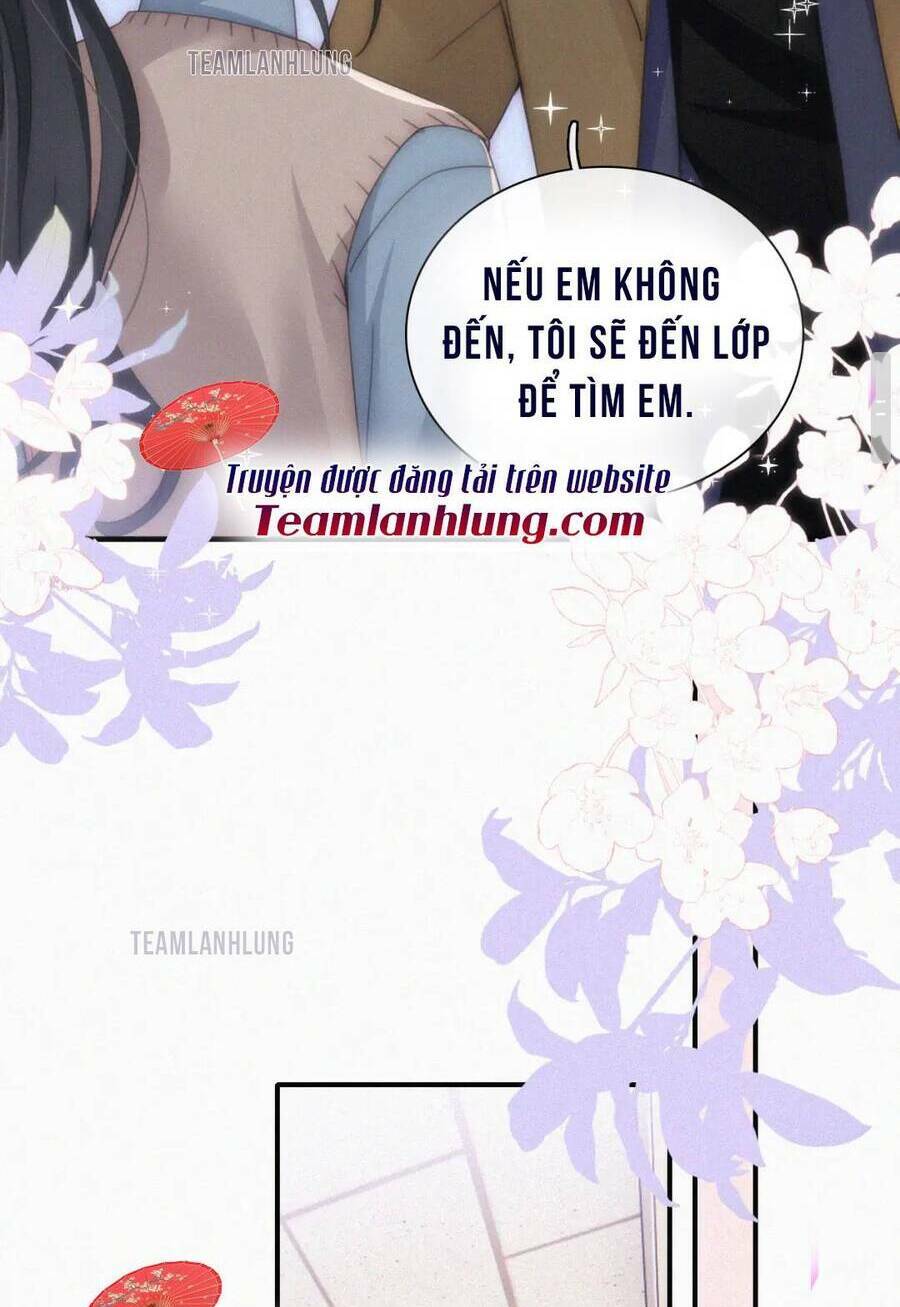 TEAMLANHLUNG
NẾU EM KHÔNG
ĐẾN, TÔI SẼ ĐẾN LỚP
ĐỂ TÌM EM.
Truyện được đăng tải trên website
Teamlanhlung.com
TEAMLANHLUNG